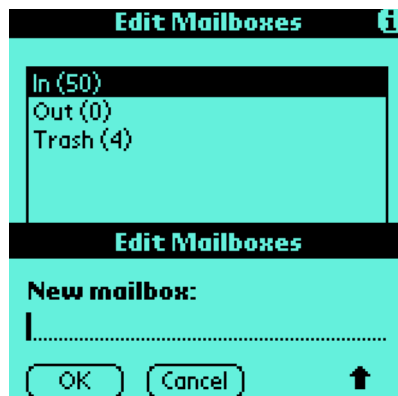 Edit Mailboxes i
In (50)
Out (0)
Trash (4)
Edit Mailboxes
New mailbox:
OK Cancel